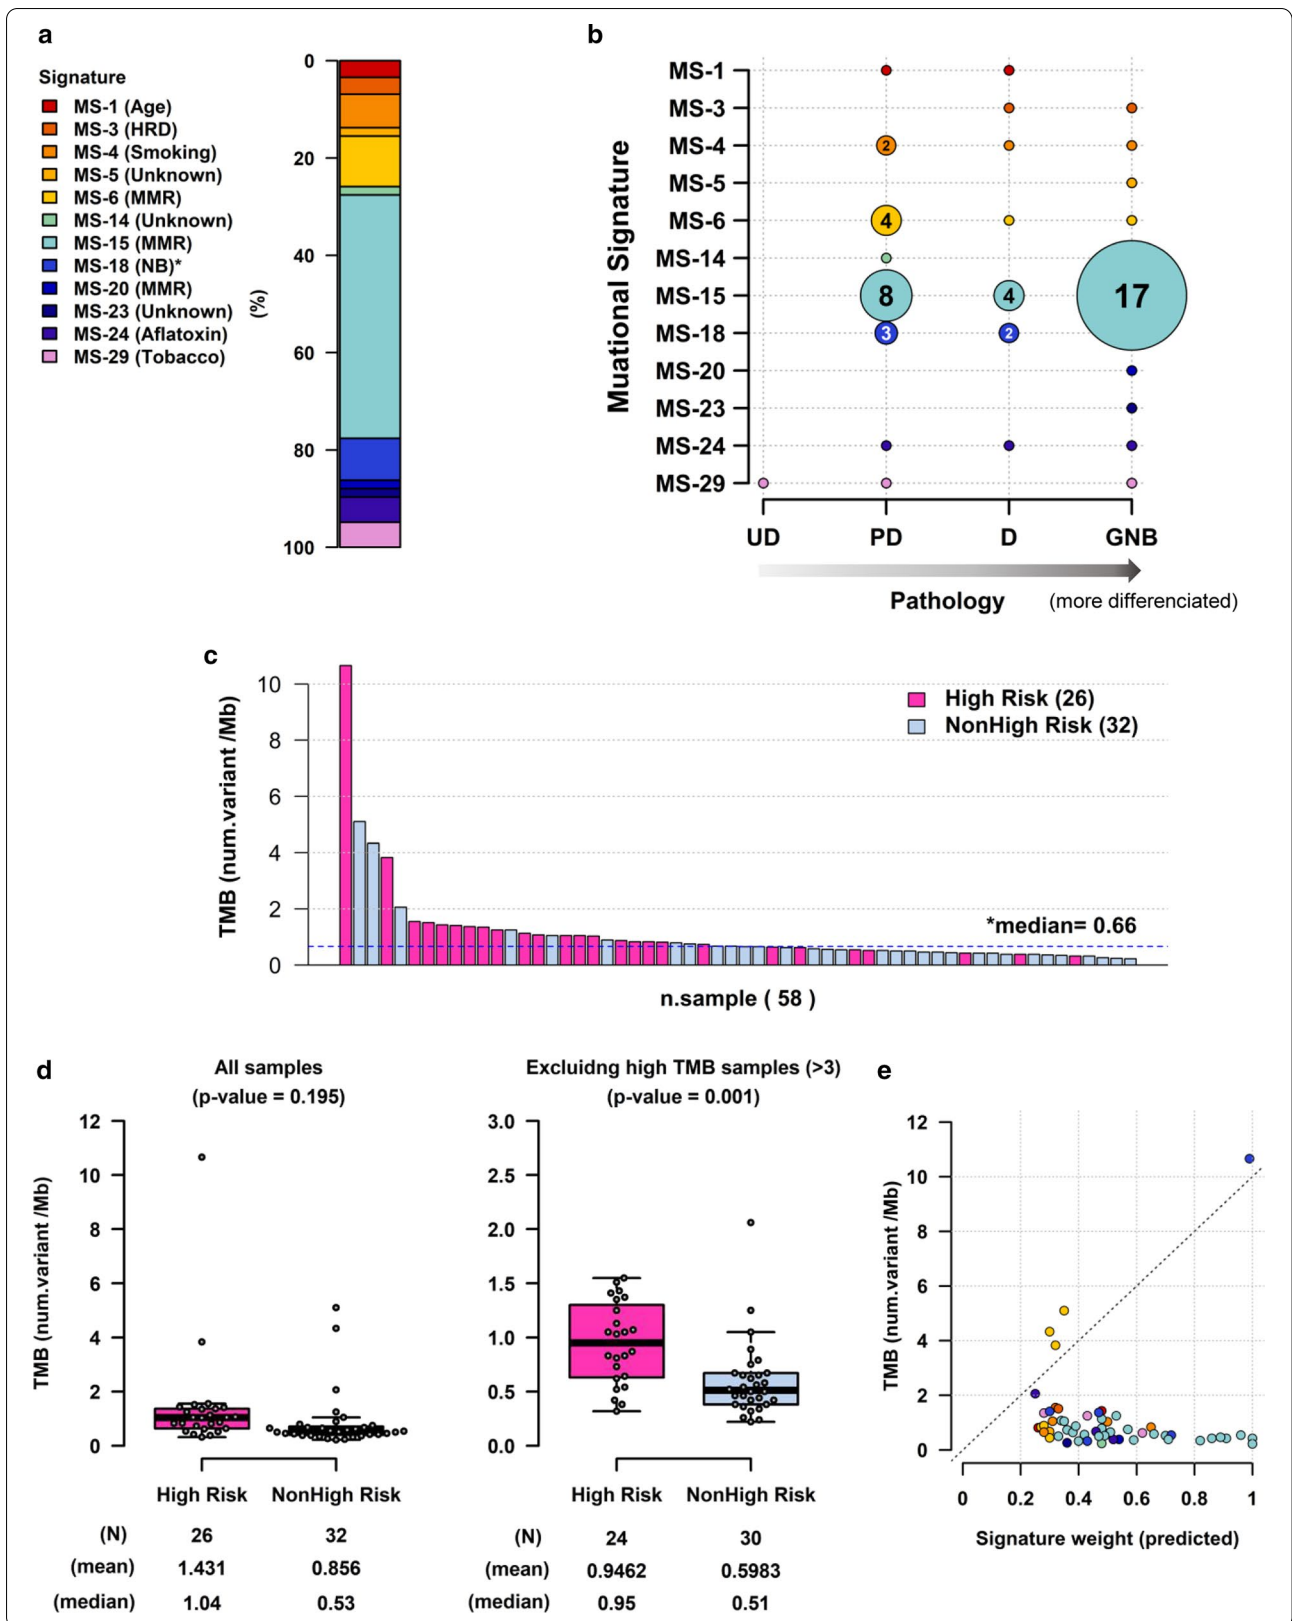 a
Signature
MS-1 (Age)
MS-3 (HRD)
MS-4 (Smoking)
MS-5 (Unknown)
MS-6 (MMR)
MS-14 (Unknown)
MS-15 (MMR)
MS-18 (NB)*
MS-20 (MMR)
MS-23 (Unknown)
MS-24 (Aflatoxin)
MS-29 (Tobacco)
(%)
0
20
40
60
80
100
b
Muational Signature
MS-1
MS-3
MS-4
MS-5
MS-6
MS-14
MS-15
MS-18
MS-20
MS-23
MS-24
MS-29
2
4
8 4 17
3 2
UD PD D GNB
Pathology (more differenciated)
c
TMB (num.variant /Mb)
10
8
6
4
2
0
High Risk (26)
NonHigh Risk (32)
*median= 0.66
n.sample ( 58 )
d
All samples
(p-value = 0.195)
TMB (num.variant /Mb)
12
10
8
6
4
2
0
High Risk NonHigh Risk
(N) 26 32
(mean) 1.431 0.856
(median) 1.04 0.53
Excluidng high TMB samples (>3)
(p-value = 0.001)
3.0
2.5
2.0
1.5
1.0
0.5
0.0
High Risk NonHigh Risk
(N) 24 30
(mean) 0.9462 0.5983
(median) 0.95 0.51
e
TMB (num.variant /Mb)
12
10
8
6
4
2
0
0 0.2 0.4 0.6 0.8 1
Signature weight (predicted)